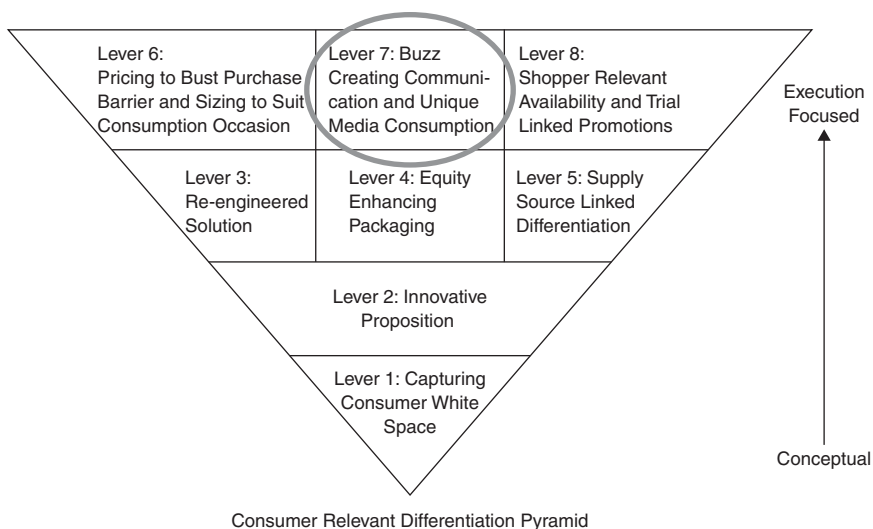 Lever 6:
Pricing to Bust Purchase
Barrier and Sizing to Suit
Consumption Occasion
Lever 7: Buzz
Creating Communi-
cation and Unique
Media Consumption
Lever 8:
Shopper Relevant
Availability and Trial
Linked Promotions
Execution
Focused
Lever 3:
Re-engineered
Solution
Lever 4: Equity
Enhancing
Packaging
Lever 5: Supply
Source Linked
Differentiation
Lever 2: Innovative
Proposition
Lever 1: Capturing
Consumer White
Space
Conceptual
Consumer Relevant Differentiation Pyramid